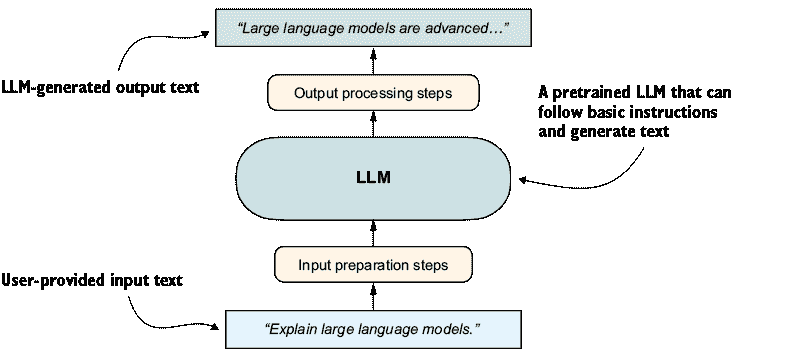 “Large language models are advanced…”
LLM-generated output text
Output processing steps
A pretrained LLM that can
follow basic instructions
and generate text
LLM
Input preparation steps
User-provided input text
“Explain large language models.”